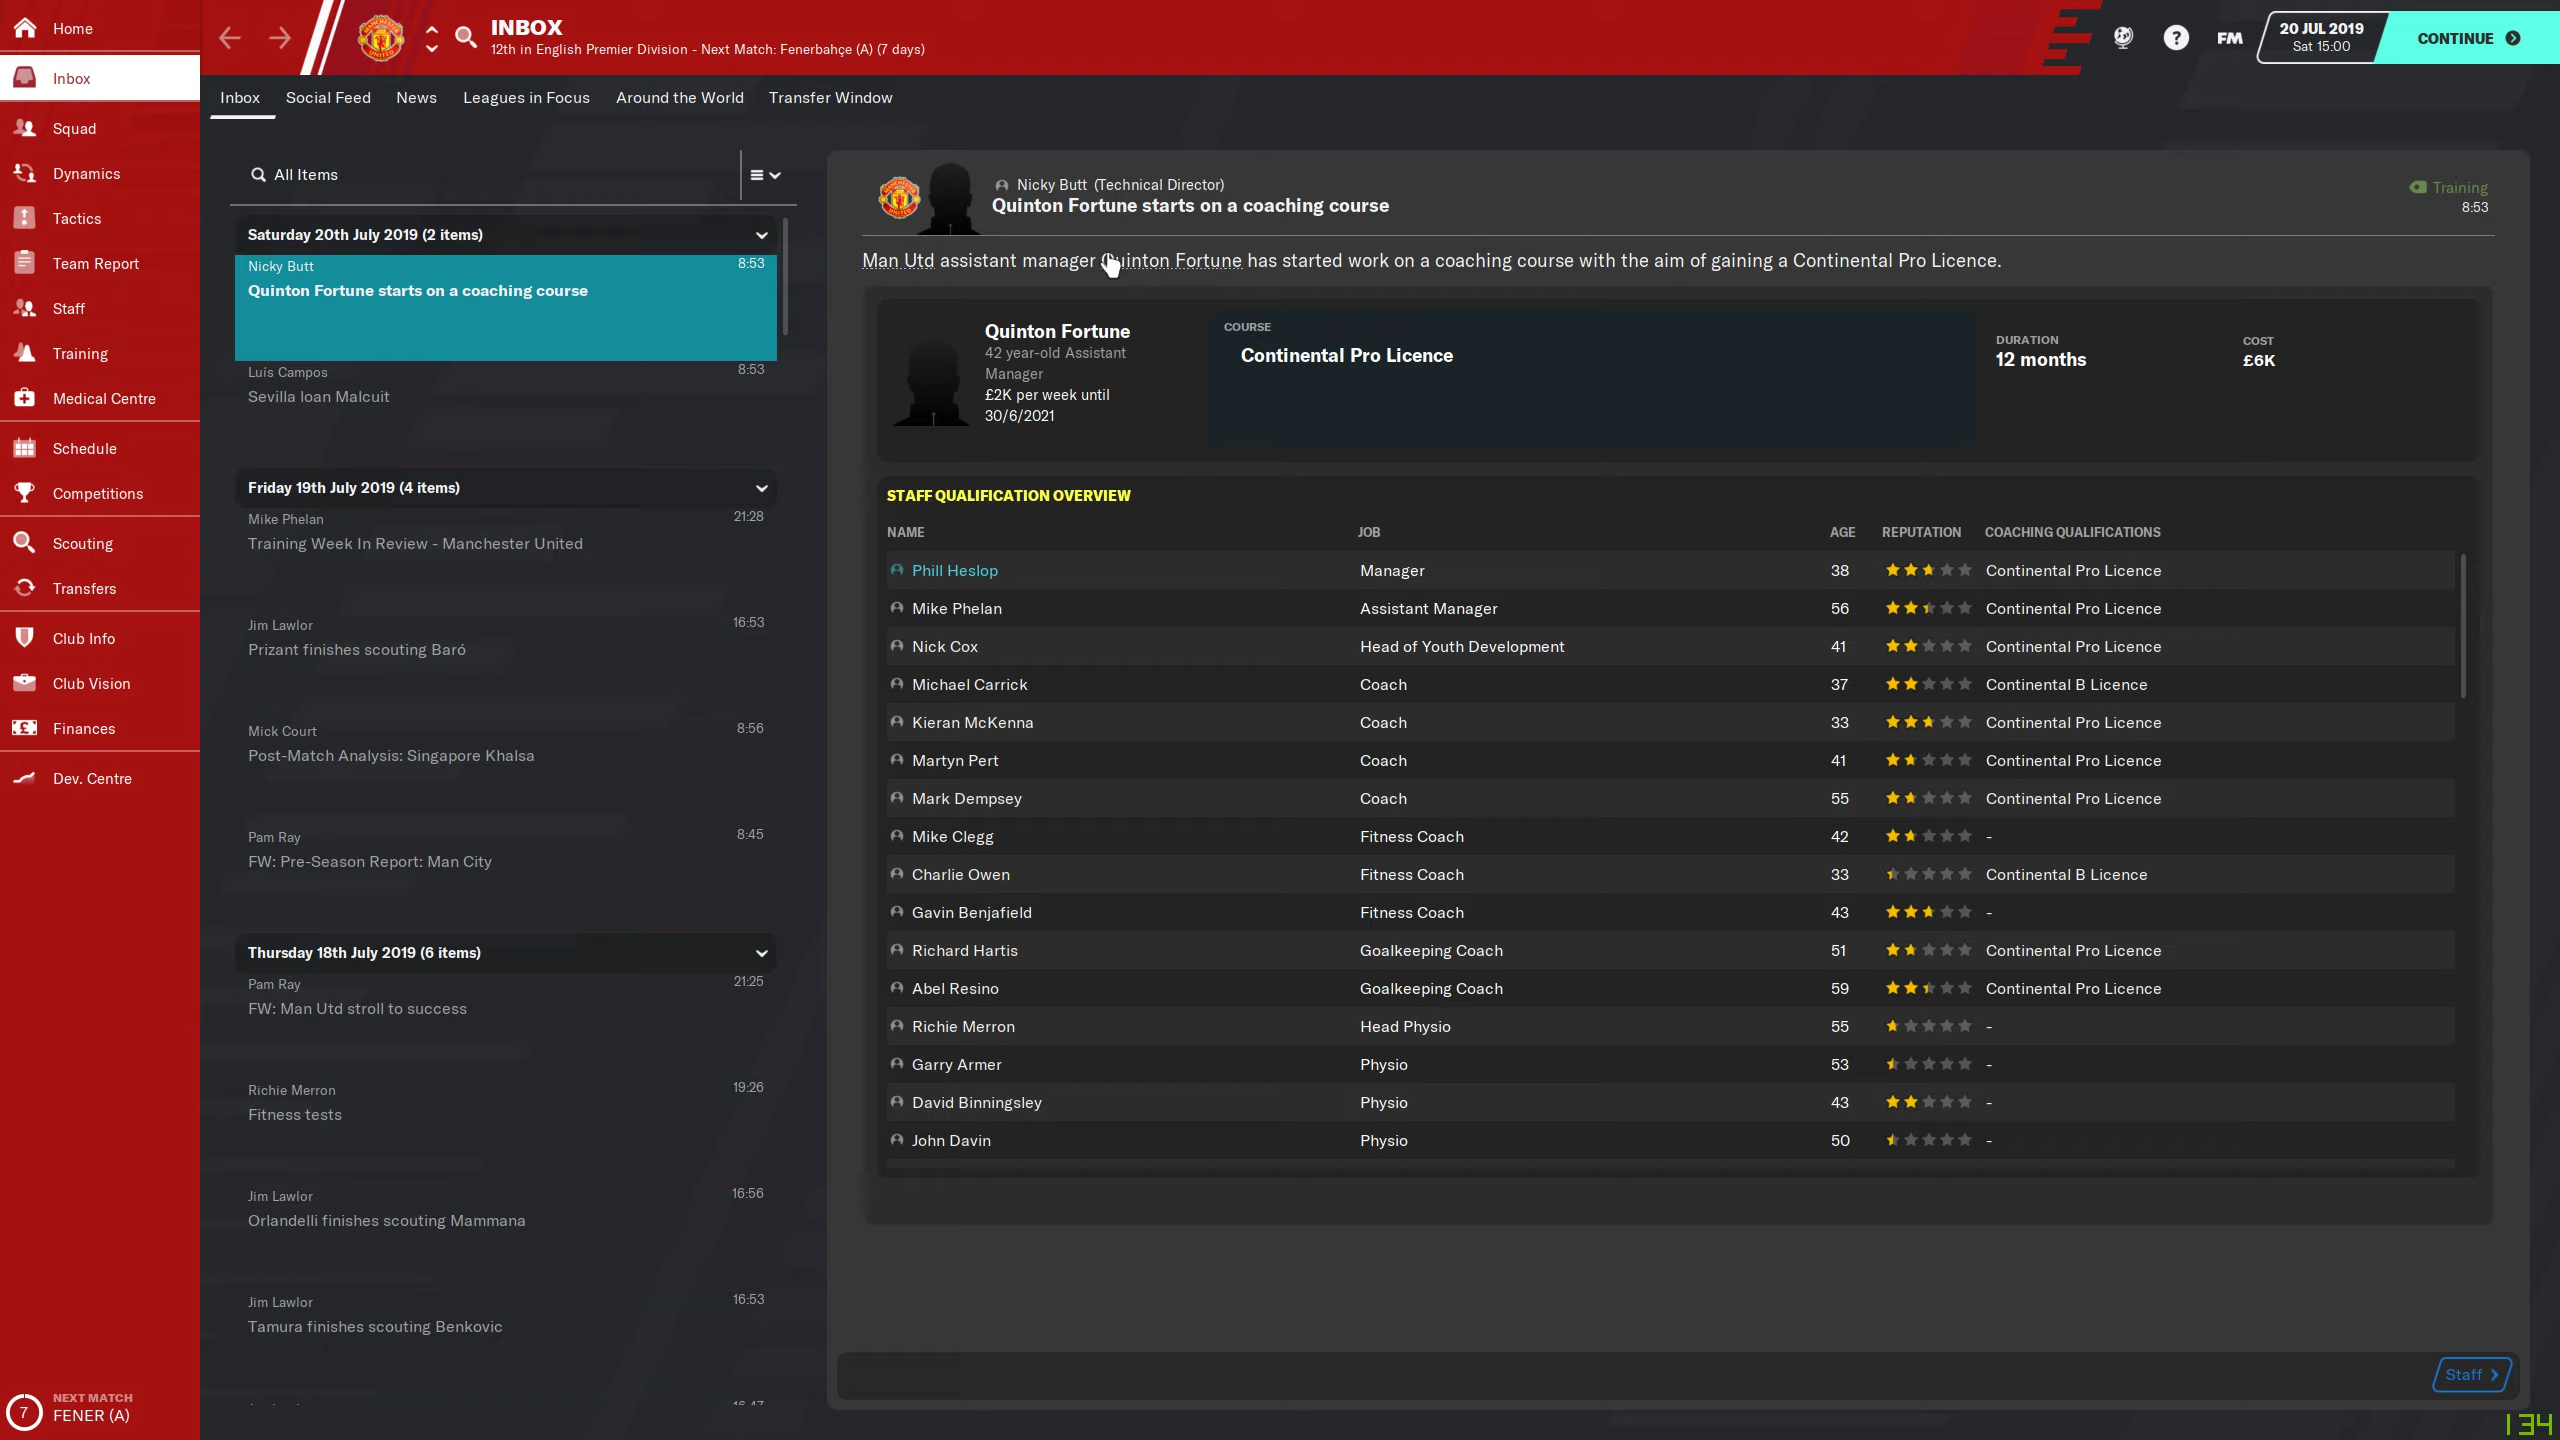 Home
Inbox
Squad
Dynamics
Tactics
Team Report
Staff
Training
Medical Centre
Schedule
Competitions
Scouting
Transfers
Club Info
Club Vision
Finances
Dev. Centre
7
NEXT MATCH
FENER (A)
INBOX
12th in English Premier Division - Next Match: Fenerbahçe (A) (7 days)
?
FM
20 JUL 2019
Sat 15:00
CONTINUE
Inbox Social Feed News Leagues in Focus Around the World Transfer Window
All Items
Saturday 20th July 2019 (2 items)
Nicky Butt 8:53
Quinton Fortune starts on a coaching course
Luís Campos 8:53
Sevilla loan Malcuit
Friday 19th July 2019 (4 items)
Mike Phelan 21:28
Training Week In Review - Manchester United
Jim Lawlor 16:53
Prizant finishes scouting Baró
Mick Court 8:56
Post-Match Analysis: Singapore Khalsa
Pam Ray 8:45
FW: Pre-Season Report: Man City
Thursday 18th July 2019 (6 items)
Pam Ray 21:25
FW: Man Utd stroll to success
Richie Merron 19:26
Fitness tests
Jim Lawlor 16:56
Orlandelli finishes scouting Mammana
Jim Lawlor 16:53
Tamura finishes scouting Benkovic
Nicky Butt (Technical Director)
Quinton Fortune starts on a coaching course
Training
8:53
Man Utd assistant manager Quinton Fortune has started work on a coaching course with the aim of gaining a Continental Pro Licence.
Quinton Fortune
42 year-old Assistant
Manager
£2K per week until
30/6/2021
COURSE
Continental Pro Licence
DURATION
12 months
COST
£6K
STAFF QUALIFICATION OVERVIEW
NAME JOB AGE REPUTATION COACHING QUALIFICATIONS
Phill Heslop Manager 38 Continental Pro Licence
Mike Phelan Assistant Manager 56 Continental Pro Licence
Nick Cox Head of Youth Development 41 Continental Pro Licence
Michael Carrick Coach 37 Continental B Licence
Kieran McKenna Coach 33 Continental Pro Licence
Martyn Pert Coach 41 Continental Pro Licence
Mark Dempsey Coach 55 Continental Pro Licence
Mike Clegg Fitness Coach 42 -
Charlie Owen Fitness Coach 33 Continental B Licence
Gavin Benjafield Fitness Coach 43 -
Richard Hartis Goalkeeping Coach 51 Continental Pro Licence
Abel Resino Goalkeeping Coach 59 Continental Pro Licence
Richie Merron Head Physio 55 -
Garry Armer Physio 53 -
David Binningsley Physio 43 -
John Davin Physio 50 -
Staff
134